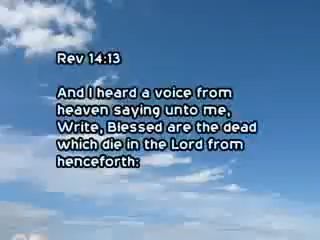 Rev 14:13
And I heard a voice from
heaven saying unto me,
Write, Blessed are the dead
which die in the Lord from
henceforth: